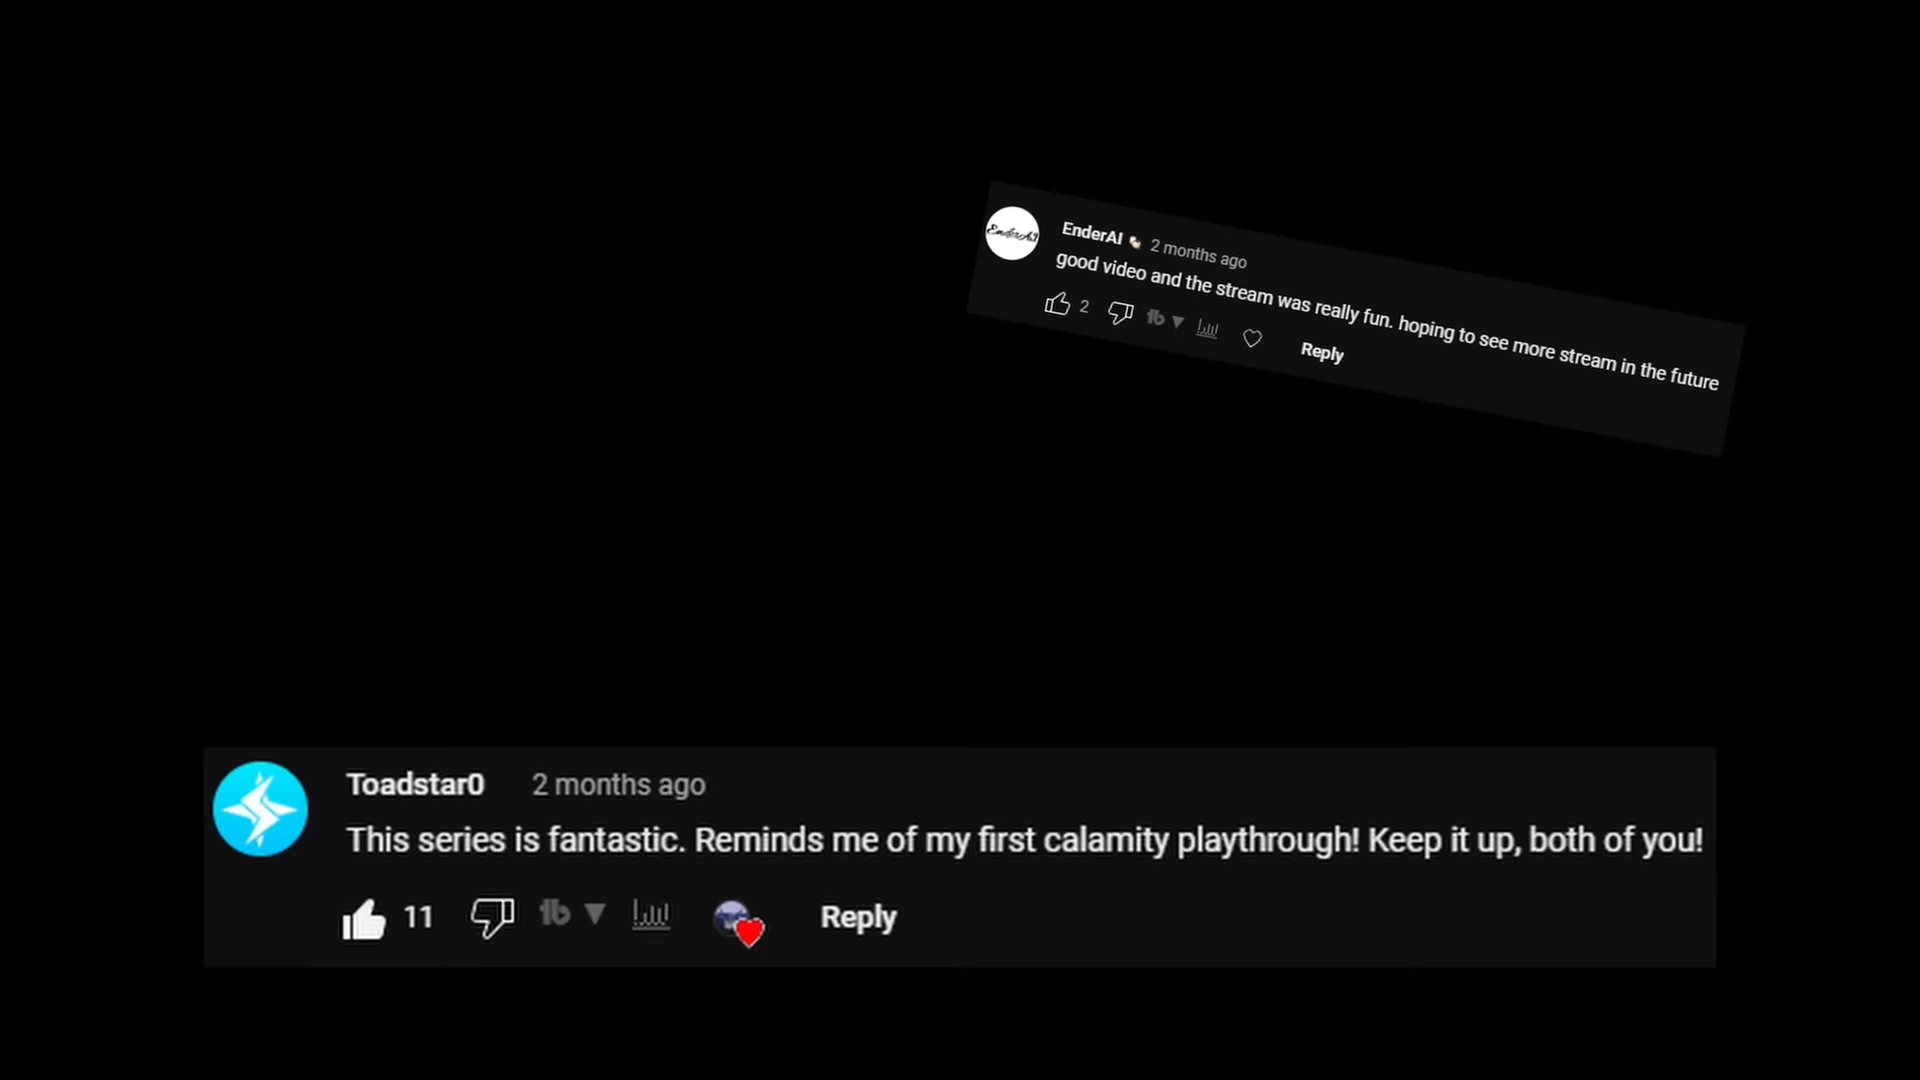 EnderAI 2 months ago
good video and the stream was really fun. hoping to see more stream in the future
2 Reply
Toadstar0 2 months ago
This series is fantastic. Reminds me of my first calamity playthrough! Keep it up, both of you!
11 tb Reply